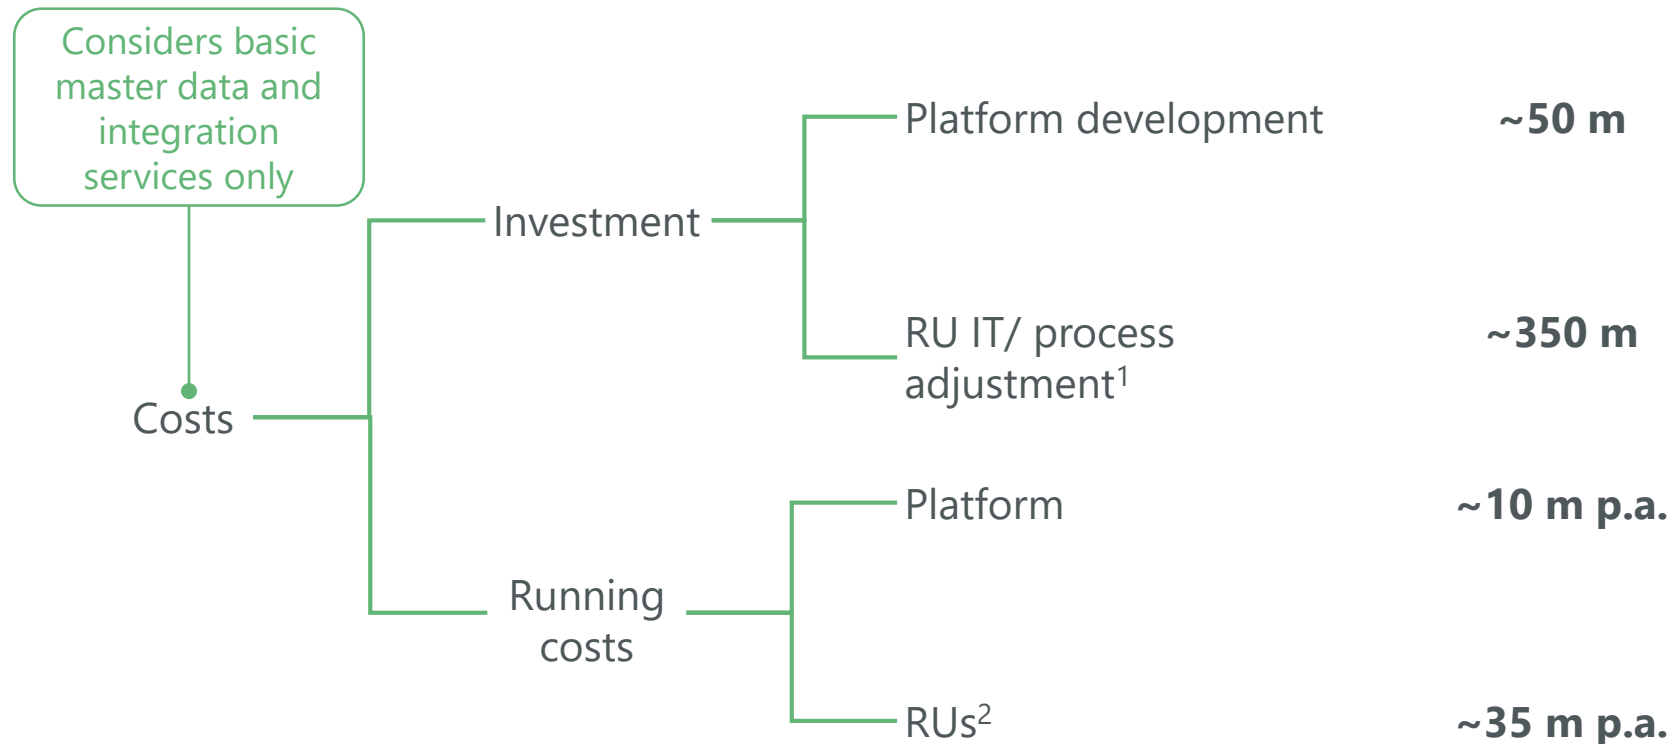 Considers basic
master data and
integration
services only
Platform development ~50 m
Investment
RU IT/ process
adjustment¹
~350 m
Costs
Platform ~10 m p.a.
Running
costs
RUs² ~35 m p.a.